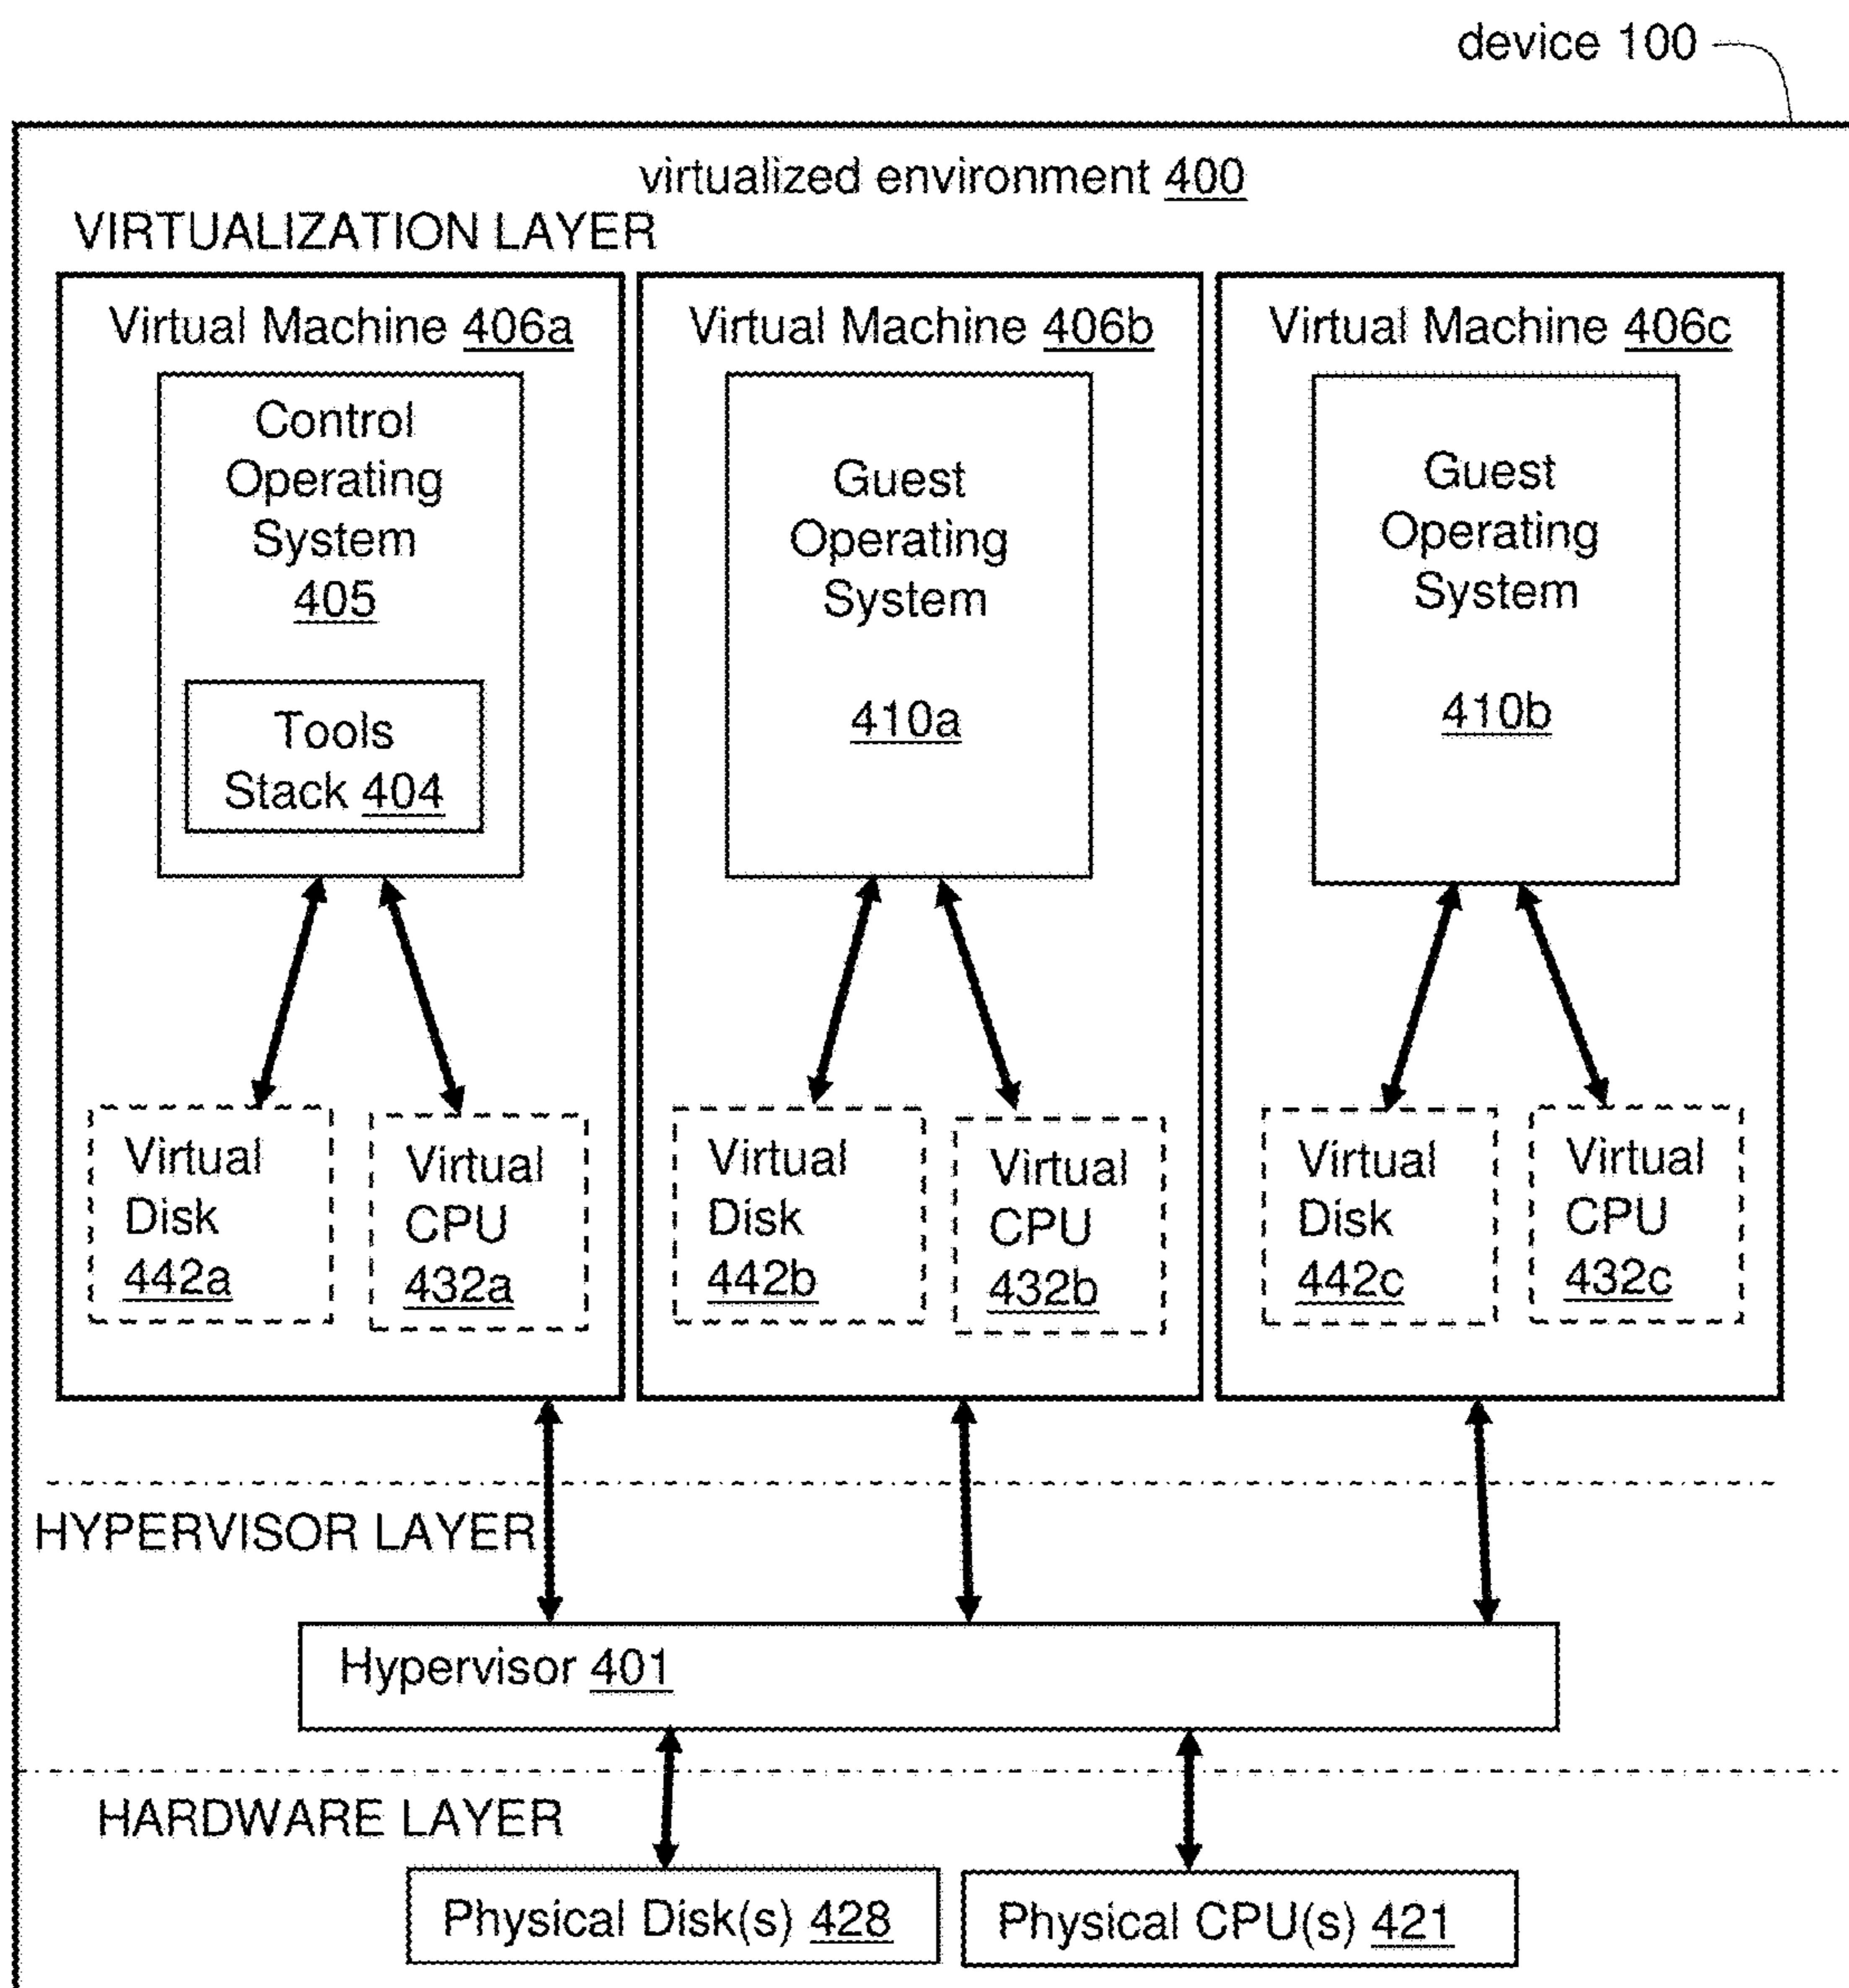 device 100
virtualized environment 400
VIRTUALIZATION LAYER
Virtual Machine 406a
Control
Operating
System
405
Tools
Stack 404
Virtual
Disk
442a
Virtual
CPU
432a
Virtual Machine 406b
Guest
Operating
System
410a
Virtual
Disk
442b
Virtual
CPU
432b
Virtual Machine 406c
Guest
Operating
System
410b
Virtual
Disk
442c
Virtual
CPU
432c
HYPERVISOR LAYER
Hypervisor 401
HARDWARE LAYER
Physical Disk(s) 428
Physical CPU(s) 421